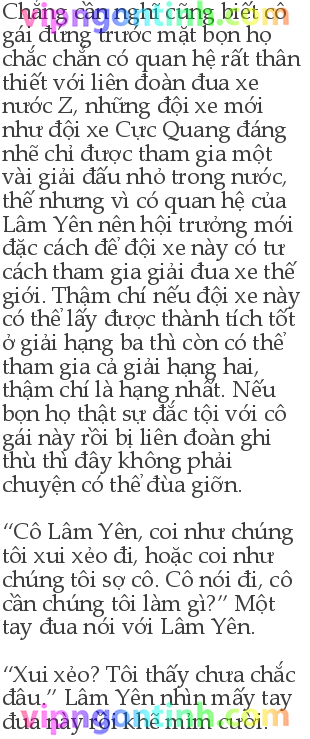 Chẳng cần nghĩ cũng biết cô
gái đứng trước mặt bọn họ
chắc chắn có quan hệ rất thân
thiết với liên đoàn đua xe
nước Z, những đội xe mới
như đội xe Cực Quang đáng
nhẽ chỉ được tham gia một
vài giải đấu nhỏ trong nước,
thế nhưng vì có quan hệ của
Lâm Yên nên hội trưởng mới
đặc cách để đội xe này có tư
cách tham gia giải đua xe thế
giới. Thậm chí nếu đội xe này
có thể lấy được thành tích tốt
ở giải hạng ba thì còn có thể
tham gia cả giải hạng hai,
thậm chí là hạng nhất. Nếu
bọn họ thật sự đắc tội với cô
gái này rồi bị liên đoàn ghi
thù thì đây không phải
chuyện có thể đùa giỡn.
“Cô Lâm Yên, coi như chúng
tôi xui xẻo đi, hoặc coi như
chúng tôi sợ cô. Cô nói đi, cô
cần chúng tôi làm gì?” Một
tay đua nói với Lâm Yên.
“Xui xẻo? Tôi thấy chưa chắc
đâu.” Lâm Yên nhìn mấy tay
đua này rồi khẽ mỉm cười.
vipngontinh.com
vipngontinh.com